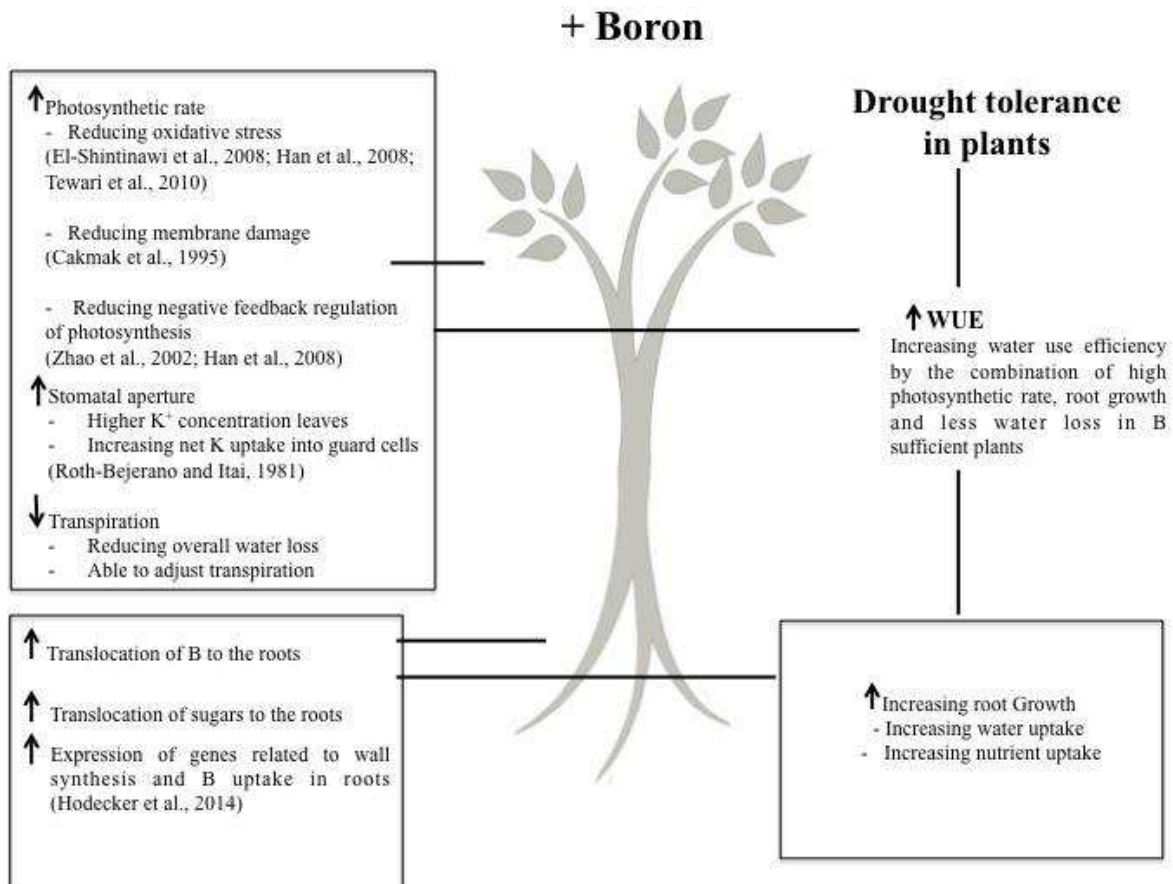 + Boron
↑Photosynthetic rate
- Reducing oxidative stress
(El-Shintinawi et al., 2008; Han et al., 2008;
Tewari et al., 2010)
- Reducing membrane damage
(Cakmak et al., 1995)
- Reducing negative feedback regulation
of photosynthesis
(Zhao et al., 2002; Han et al., 2008)
↑Stomatal aperture
- Higher K⁺ concentration leaves
- Increasing net K uptake into guard cells
(Roth-Bejerano and Itai, 1981)
↓Transpiration
- Reducing overall water loss
- Able to adjust transpiration
↑ Translocation of B to the roots
↑ Translocation of sugars to the roots
↑ Expression of genes related to wall
synthesis and B uptake in roots
(Hodecker et al., 2014)
Drought tolerance
in plants
↑WUE
Increasing water use efficiency
by the combination of high
photosynthetic rate, root growth
and less water loss in B
sufficient plants
↑Increasing root Growth
- Increasing water uptake
- Increasing nutrient uptake